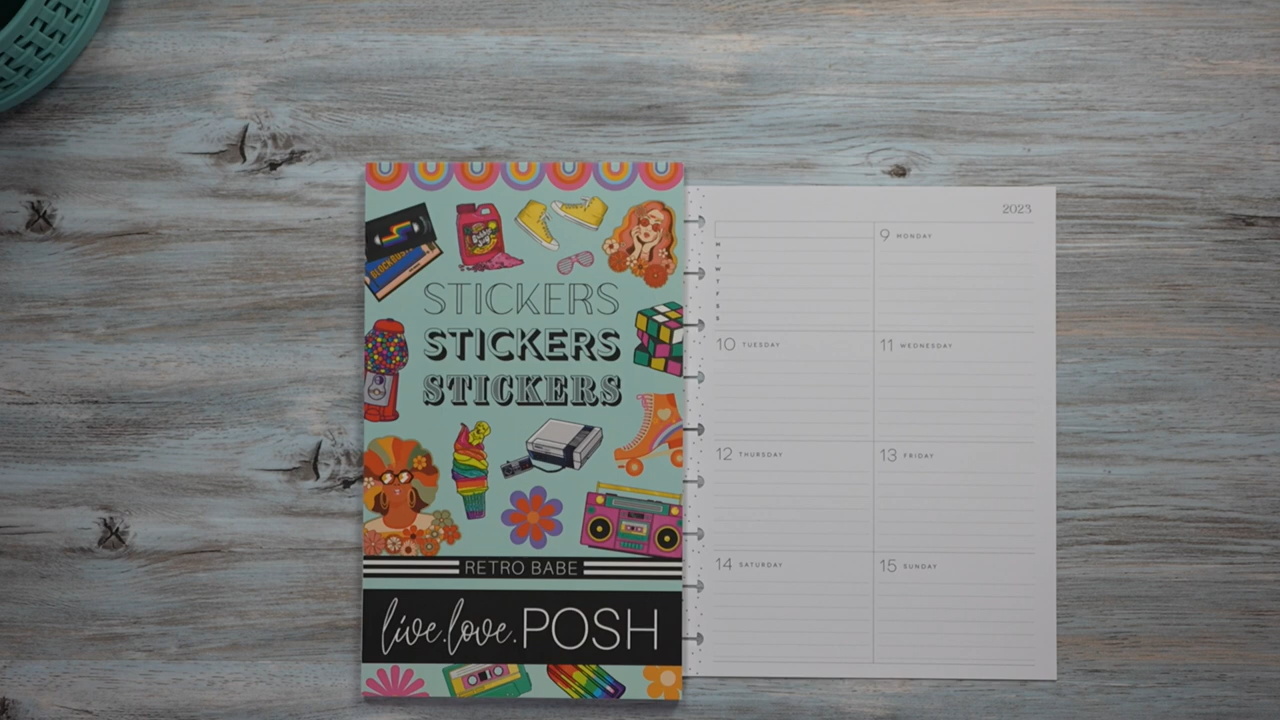 BLOCKBUSTER
STICKERS
STICKERS
STICKERS
RETRO BABE
live.love.POSH
2023
9 MONDAY
M
T
W
T
F
S
S
10 TUESDAY
11 WEDNESDAY
12 THURSDAY
13 FRIDAY
14 SATURDAY
15 SUNDAY